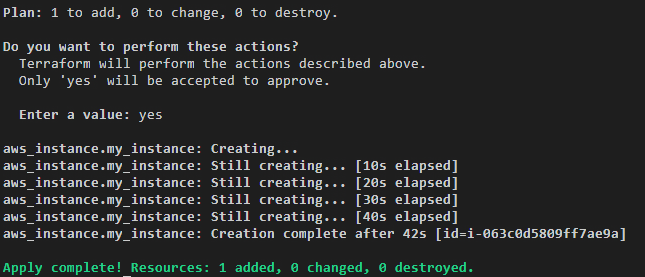 Plan: 1 to add, 0 to change, 0 to destroy.
Do you want to perform these actions?
Terraform will perform the actions described above.
Only 'yes' will be accepted to approve.
Enter a value: yes
aws_instance.my_instance: Creating...
aws_instance.my_instance: Still creating... [10s elapsed]
aws_instance.my_instance: Still creating... [20s elapsed]
aws_instance.my_instance: Still creating... [30s elapsed]
aws_instance.my_instance: Still creating... [40s elapsed]
aws_instance.my_instance: Creation complete after 42s [id=i-063c0d5809ff7ae9a]
Apply complete! Resources: 1 added, 0 changed, 0 destroyed.